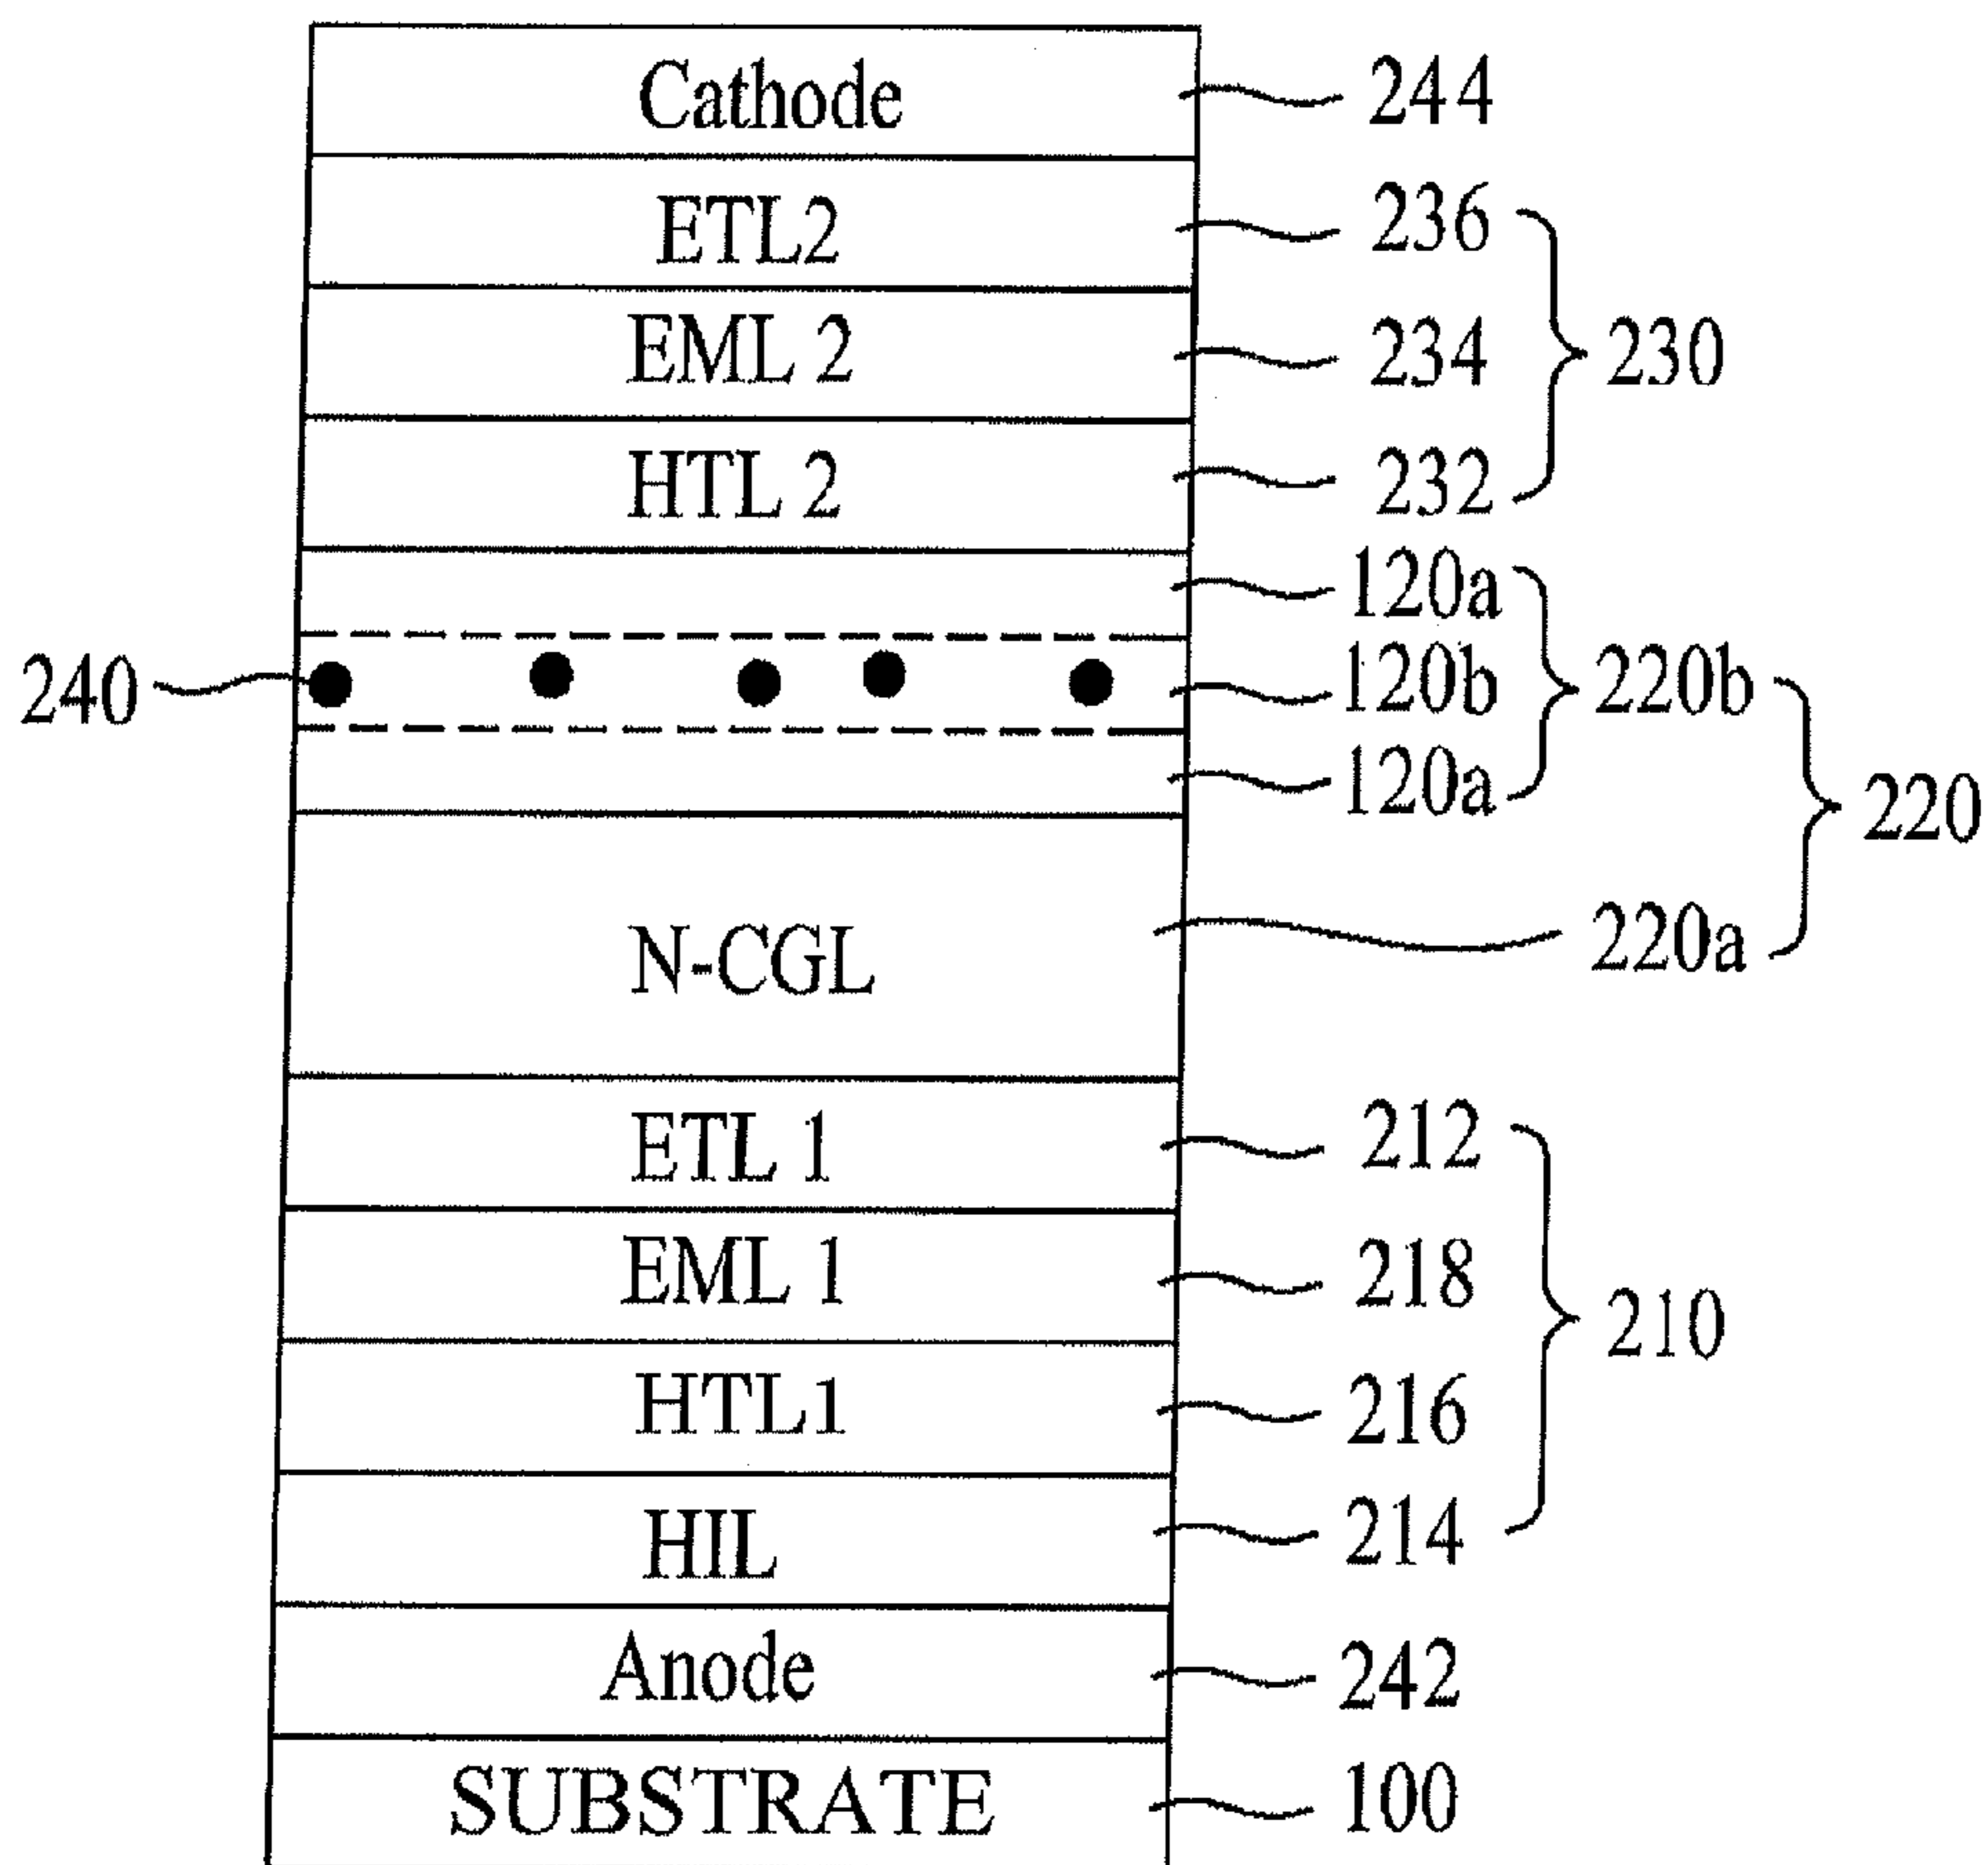 Cathode 244
ETL2 236
EML 2 234 230
HTL 2 232
120a
240 120b 220b
120a 220
N-CGL 220a
ETL 1 212
EML 1 218 210
HTL1 216
HIL 214
Anode 242
SUBSTRATE 100